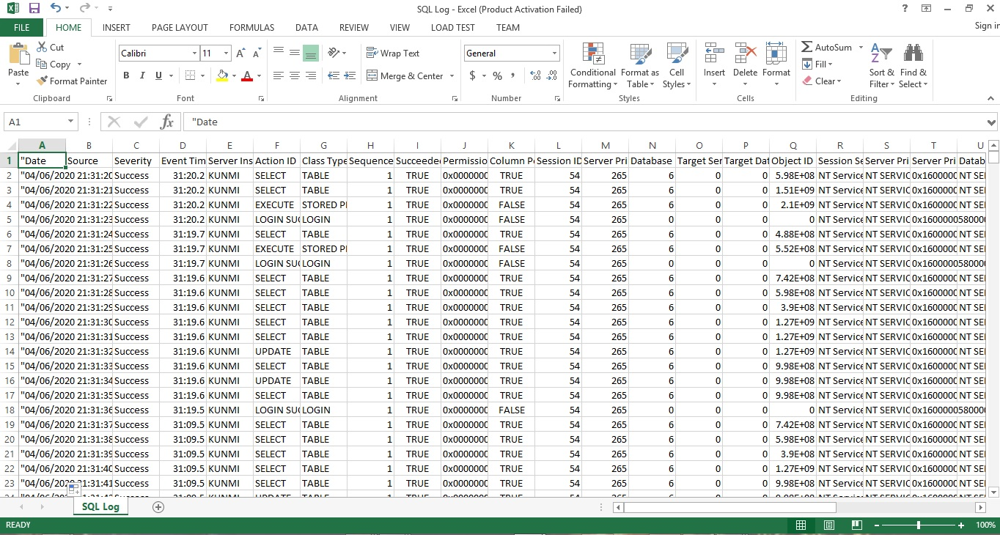 SQL Log - Excel (Product Activation Failed)
FILE HOME INSERT PAGE LAYOUT FORMULAS DATA REVIEW VIEW LOAD TEST TEAM Sign in
Cut Calibri 11 Wrap Text General AutoSum
Copy Paste Conditional Format as Cell Insert Delete Format Fill Sort & Find &
Format Painter B I U Merge & Center $ % Formatting Table Styles Clear Filter Select
Clipboard Font Alignment Number Styles Cells Editing
A1 fx "Date
A B C D E F G H I J K L M N O P Q R S T U
1 "Date Source Severity Event Tim Server Ins Action ID Class Type Sequence Succeeded Permissio Column Pe Session ID Server Pri Database Target Ser Target Dat Object ID Session Se Server Pri Server Pri Datab
2 "04/06/2020 21:31:20 Success 31:20.2 KUNMI SELECT TABLE 1 TRUE 0x0000000 TRUE 54 265 6 0 0 5.98E+08 NT Service NT SERVIC 0x1600000 NT SE
3 "04/06/2020 21:31:21 Success 31:20.2 KUNMI SELECT TABLE 1 TRUE 0x0000000 TRUE 54 265 6 0 0 1.51E+09 NT Service NT SERVIC 0x1600000 NT SE
4 "04/06/2020 21:31:22 Success 31:20.2 KUNMI EXECUTE STORED P 1 TRUE 0x0000000 FALSE 54 265 6 0 0 2.1E+09 NT Service NT SERVIC 0x1600000 NT SE
5 "04/06/2020 21:31:23 Success 31:20.2 KUNMI LOGIN SUC LOGIN 1 TRUE 0x0000000 FALSE 54 265 0 0 0 0 NT Service NT SERVIC 0x1600000580000
6 "04/06/2020 21:31:24 Success 31:19.7 KUNMI SELECT TABLE 1 TRUE 0x0000000 TRUE 54 265 6 0 0 4.88E+08 NT Service NT SERVIC 0x1600000 NT SE
7 "04/06/2020 21:31:25 Success 31:19.7 KUNMI EXECUTE STORED P 1 TRUE 0x0000000 FALSE 54 265 6 0 0 5.52E+08 NT Service NT SERVIC 0x1600000 NT SE
8 "04/06/2020 21:31:26 Success 31:19.7 KUNMI LOGIN SUC LOGIN 1 TRUE 0x0000000 FALSE 54 265 0 0 0 0 NT Service NT SERVIC 0x1600000580000
9 "04/06/2020 21:31:27 Success 31:19.6 KUNMI SELECT TABLE 1 TRUE 0x0000000 TRUE 54 265 6 0 0 7.42E+08 NT Service NT SERVIC 0x1600000 NT SE
10 "04/06/2020 21:31:28 Success 31:19.6 KUNMI SELECT TABLE 1 TRUE 0x0000000 TRUE 54 265 6 0 0 5.98E+08 NT Service NT SERVIC 0x1600000 NT SE
11 "04/06/2020 21:31:29 Success 31:19.6 KUNMI SELECT TABLE 1 TRUE 0x0000000 TRUE 54 265 6 0 0 3.9E+08 NT Service NT SERVIC 0x1600000 NT SE
12 "04/06/2020 21:31:30 Success 31:19.6 KUNMI SELECT TABLE 1 TRUE 0x0000000 TRUE 54 265 6 0 0 1.27E+09 NT Service NT SERVIC 0x1600000 NT SE
13 "04/06/2020 21:31:31 Success 31:19.6 KUNMI SELECT TABLE 1 TRUE 0x0000000 TRUE 54 265 6 0 0 1.27E+09 NT Service NT SERVIC 0x1600000 NT SE
14 "04/06/2020 21:31:32 Success 31:19.6 KUNMI UPDATE TABLE 1 TRUE 0x0000000 TRUE 54 265 6 0 0 1.27E+09 NT Service NT SERVIC 0x1600000 NT SE
15 "04/06/2020 21:31:33 Success 31:19.6 KUNMI SELECT TABLE 1 TRUE 0x0000000 TRUE 54 265 6 0 0 9.98E+08 NT Service NT SERVIC 0x1600000 NT SE
16 "04/06/2020 21:31:34 Success 31:19.6 KUNMI UPDATE TABLE 1 TRUE 0x0000000 TRUE 54 265 6 0 0 9.98E+08 NT Service NT SERVIC 0x1600000 NT SE
17 "04/06/2020 21:31:35 Success 31:19.6 KUNMI SELECT TABLE 1 TRUE 0x0000000 TRUE 54 265 6 0 0 9.98E+08 NT Service NT SERVIC 0x1600000 NT SE
18 "04/06/2020 21:31:36 Success 31:19.5 KUNMI LOGIN SUC LOGIN 1 TRUE 0x0000000 FALSE 54 265 0 0 0 0 NT Service NT SERVIC 0x1600000580000
19 "04/06/2020 21:31:37 Success 31:09.5 KUNMI SELECT TABLE 1 TRUE 0x0000000 TRUE 54 265 6 0 0 7.42E+08 NT Service NT SERVIC 0x1600000 NT SE
20 "04/06/2020 21:31:38 Success 31:09.5 KUNMI SELECT TABLE 1 TRUE 0x0000000 TRUE 54 265 6 0 0 5.98E+08 NT Service NT SERVIC 0x1600000 NT SE
21 "04/06/2020 21:31:39 Success 31:09.5 KUNMI SELECT TABLE 1 TRUE 0x0000000 TRUE 54 265 6 0 0 3.9E+08 NT Service NT SERVIC 0x1600000 NT SE
22 "04/06/2020 21:31:40 Success 31:09.5 KUNMI SELECT TABLE 1 TRUE 0x0000000 TRUE 54 265 6 0 0 1.27E+09 NT Service NT SERVIC 0x1600000 NT SE
23 "04/06/2020 21:31:41 Success 31:09.5 KUNMI SELECT TABLE 1 TRUE 0x0000000 TRUE 54 265 6 0 0 9.98E+08 NT Service NT SERVIC 0x1600000 NT SE
SQL Log
READY 100%